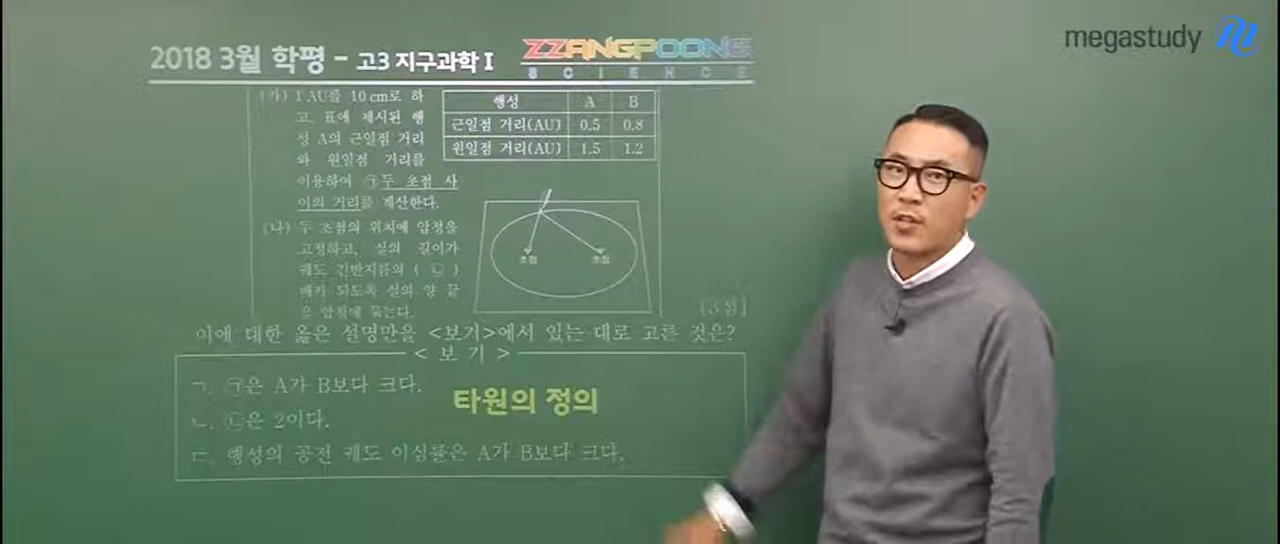 megastudy
2018 3월 학평 - 고3 지구과학 I
ZZANGPOONG
SCIENCE
(가) 1 AU를 10 cm로 하
고, 표에 제시된 행
성 A의 근일점 거리
와 원일점 거리를
이용하여 ㉠두 초점 사
이의 거리를 계산한다.
행성 A B
근일점 거리(AU) 0.5 0.8
원일점 거리(AU) 1.5 1.2
(나) 두 초점의 위치에 압정을
고정하고, 실의 길이가
궤도 긴반지름의 ( ㉡ )
배가 되도록 실의 양 끝
을 압정에 묶는다.
초점 초점
[3점]
이에 대한 옳은 설명만을 <보기>에서 있는 대로 고른 것은?
< 보 기 >
ㄱ. ㉠은 A가 B보다 크다.
타원의 정의
ㄴ. ㉡은 2이다.
ㄷ. 행성의 공전 궤도 이심률은 A가 B보다 크다.